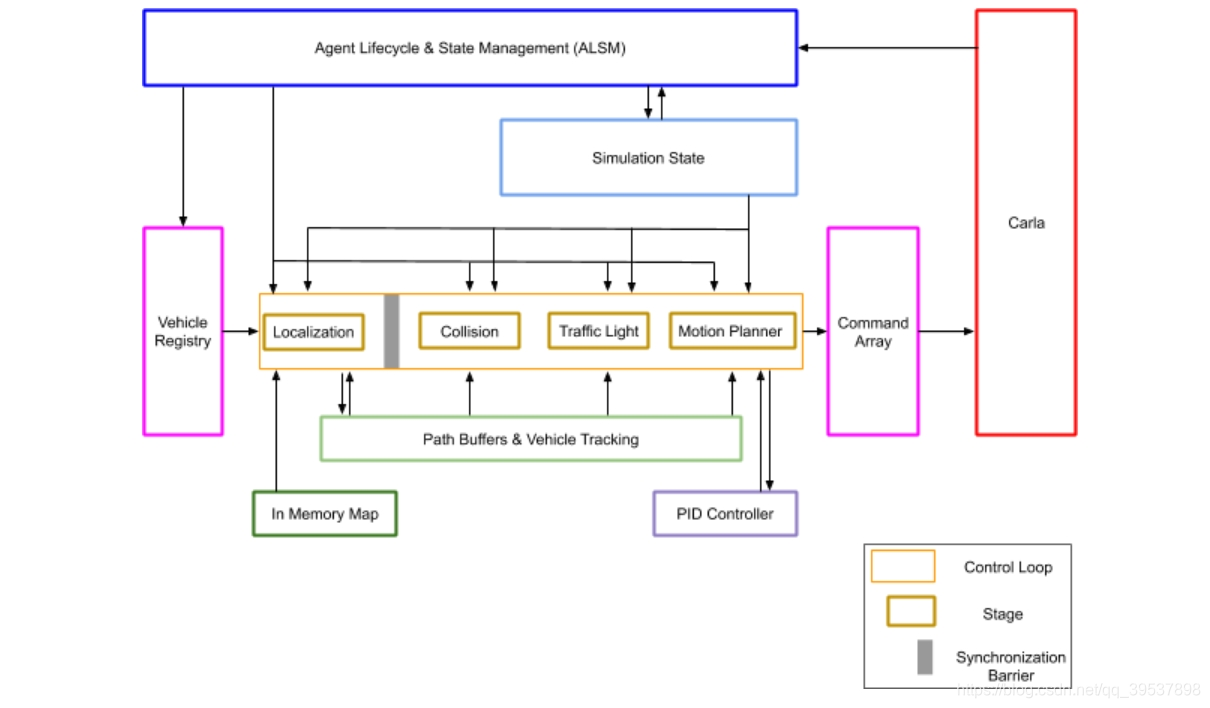 Agent Lifecycle & State Management (ALSM)
Simulation State
Carla
Vehicle
Registry
Localization
Collision
Traffic Light
Motion Planner
Command
Array
Path Buffers & Vehicle Tracking
In Memory Map
PID Controller
Control Loop
Stage
Synchronization
Barrier
https://blog.csdn.net/qq_39537898